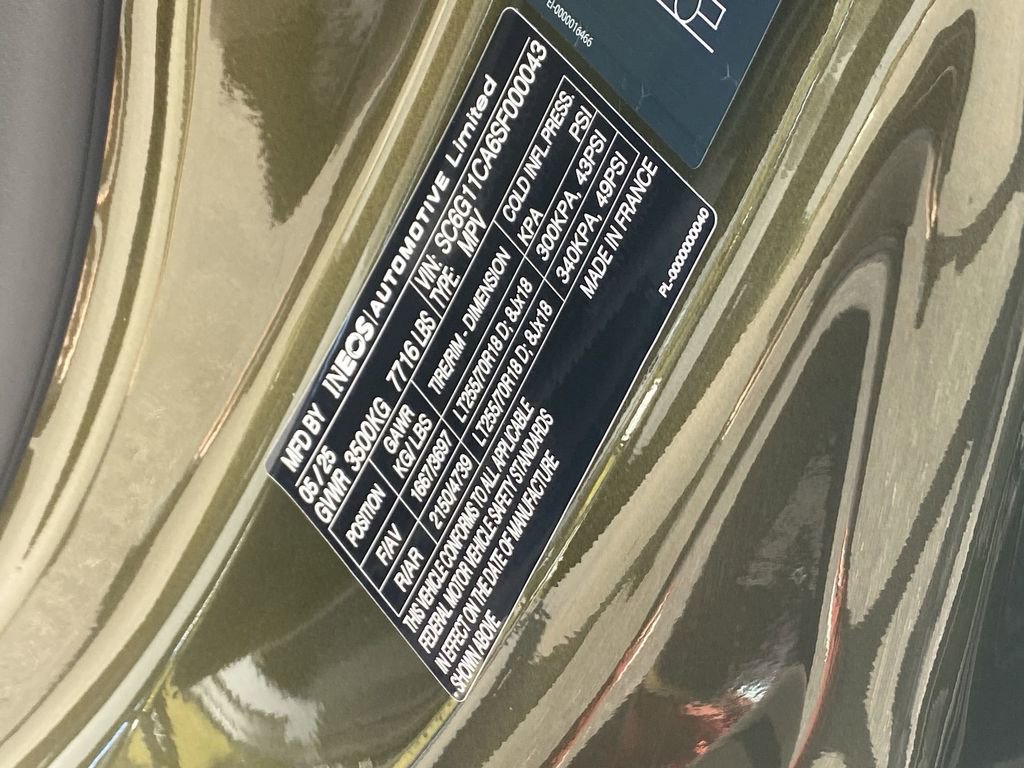 EI-0000016466
MFD BY INEOS AUTOMOTIVE Limited
05 / 25 VIN: SC6G11CA6SF000043
GVWR 3500KG 7716 LBS TYPE: MPV
POSITION GAWR TIRE/RIM - DIMENSION COLD INFL.PRESS.
KG / LBS KPA PSI
F/AV 1667/3697 LT255/70R18 D; 8Jx18 300KPA, 43PSI
R/AR 2150/4739 LT255/70R18 D; 8Jx18 340KPA, 49PSI
THIS VEHICLE CONFORMS TO ALL APPLICABLE MADE IN FRANCE
FEDERAL MOTOR VEHICLE SAFETY STANDARDS
IN EFFECT ON THE DATE OF MANUFACTURE
SHOWN ABOVE